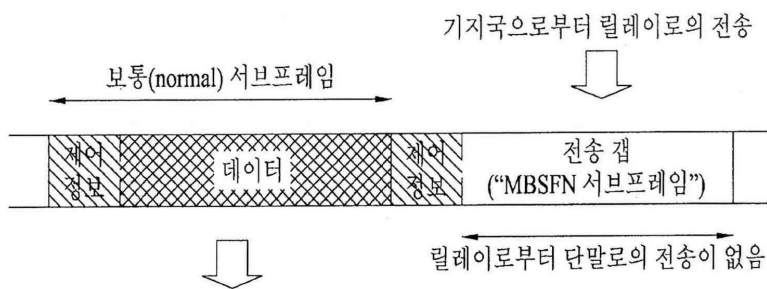 기지국으로부터 릴레이로의 전송
보통(normal) 서브프레임
제어
정보
데이터
제어
정보
전송 갭
(“MBSFN 서브프레임”)
릴레이로부터 단말로의 전송이 없음